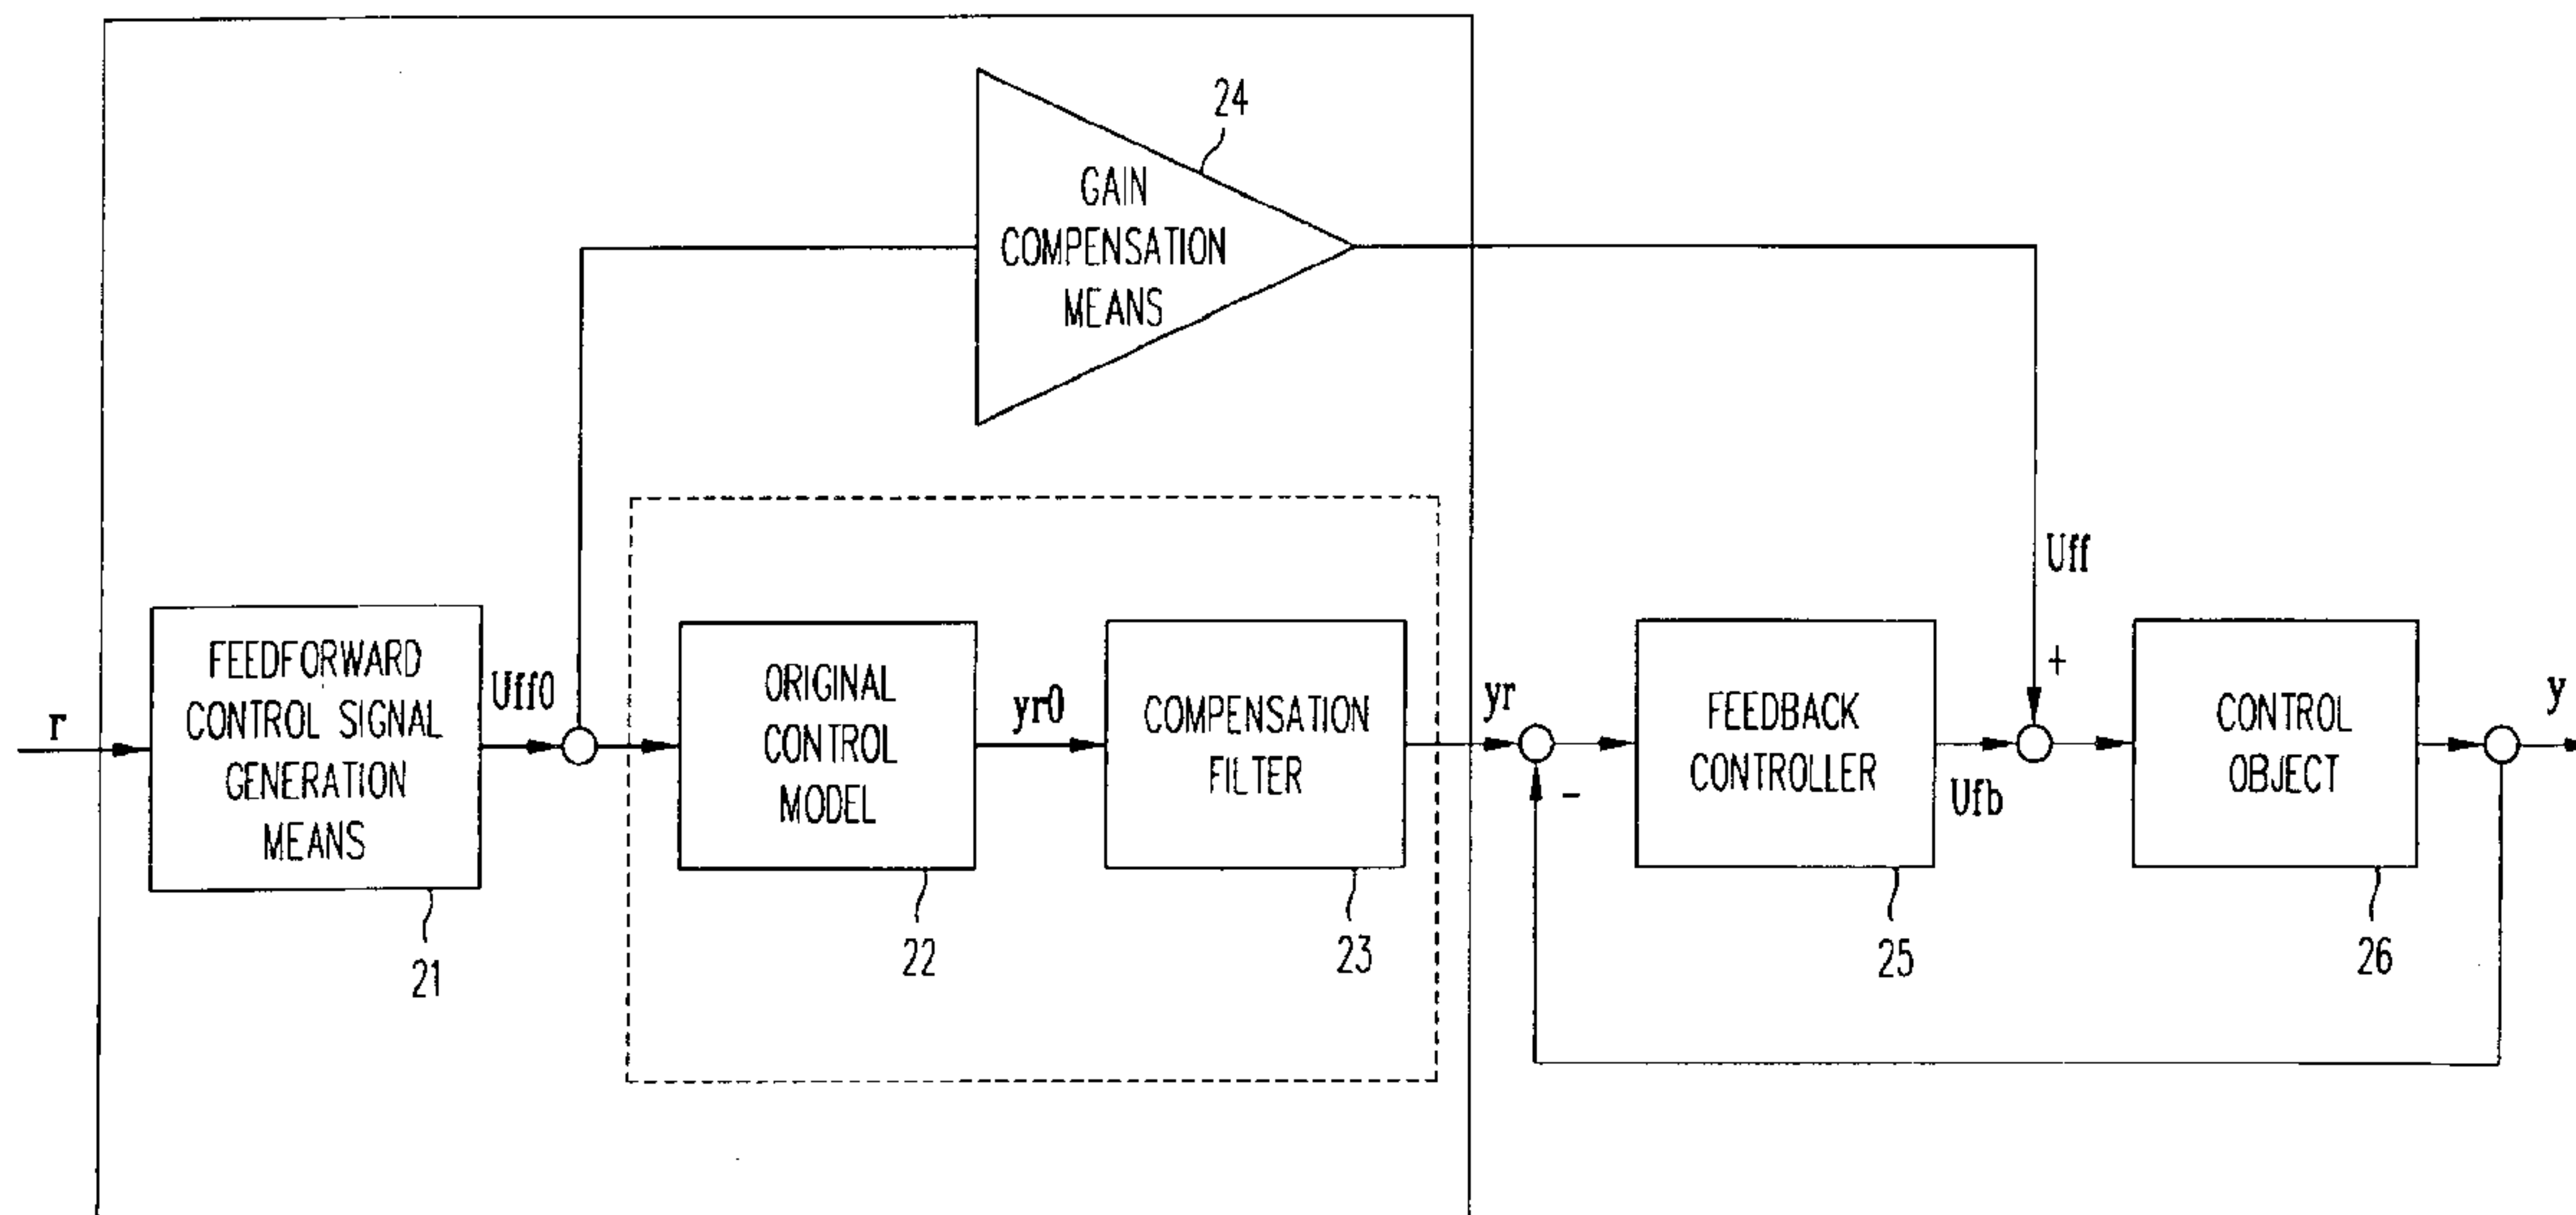 24
GAIN
COMPENSATION
MEANS
Uff
+
r
FEEDFORWARD
CONTROL SIGNAL
GENERATION
MEANS
21
Uff0
ORIGINAL
CONTROL
MODEL
22
yr0
COMPENSATION
FILTER
23
yr
-
FEEDBACK
CONTROLLER
25
Ufb
CONTROL
OBJECT
26
y